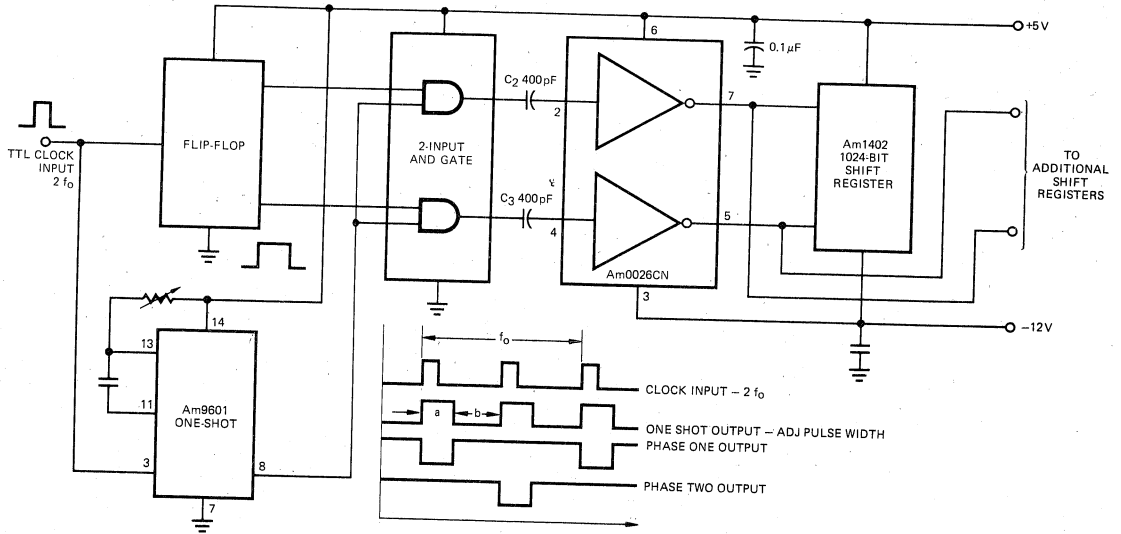 +5V
6
0.1µF
C2 400pF
2
7
FLIP-FLOP
2-INPUT
AND GATE
Am1402
1024-BIT
SHIFT
REGISTER
TO
ADDITIONAL
SHIFT
REGISTERS
TTL CLOCK
INPUT
2 fo
C3 400pF
4
5
Am0026CN
3
-12V
14
13
11
Am9601
ONE-SHOT
3
8
7
fo
CLOCK INPUT – 2 fo
a
b
ONE SHOT OUTPUT – ADJ PULSE WIDTH
PHASE ONE OUTPUT
PHASE TWO OUTPUT